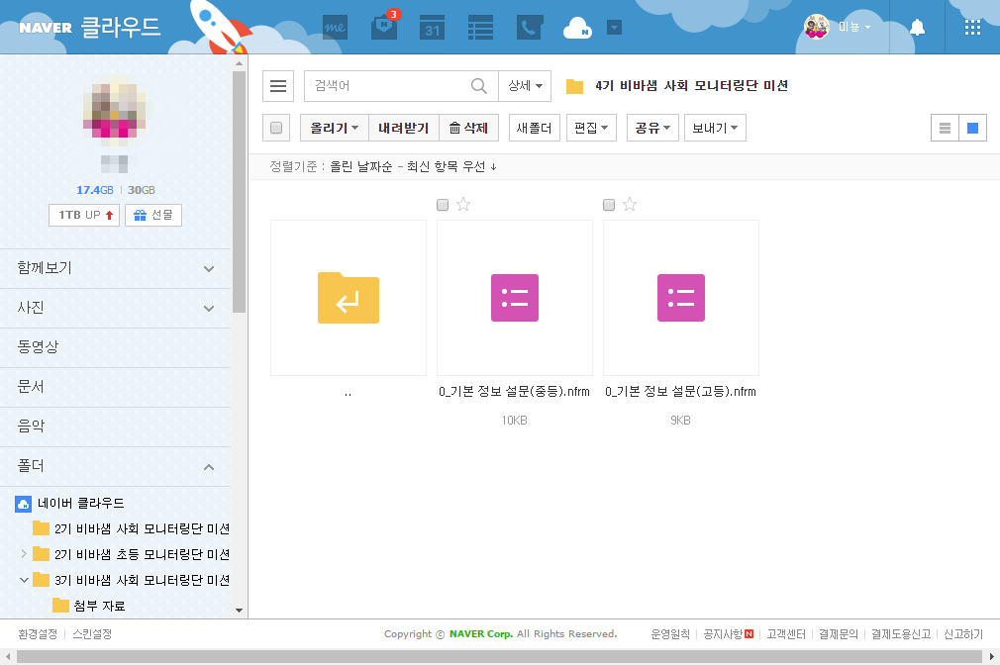 NAVER 클라우드
me
3
31
N
미뇽
17.4GB | 30GB
1TB UP
선물
함께보기
사진
동영상
문서
음악
폴더
네이버 클라우드
2기 비바샘 사회 모니터링단 미션
2기 비바샘 초등 모니터링단 미션
3기 비바샘 사회 모니터링단 미션
첨부 자료
검색어
상세
4기 비바샘 사회 모니터링 미션
올리기 내려받기 삭제 새폴더 편집 공유 보내기
정렬기준 : 올린 날짜순 - 최신 항목 우선 ↓
..
0_기본 정보 설문(중등).nfrm
10KB
0_기본 정보 설문(고등).nfrm
9KB
환경설정 | 스킨설정
Copyright © NAVER Corp. All Rights Reserved.
운영원칙 | 공지사항 N | 고객센터 | 결제문의 | 결제도용신고 | 신고하기